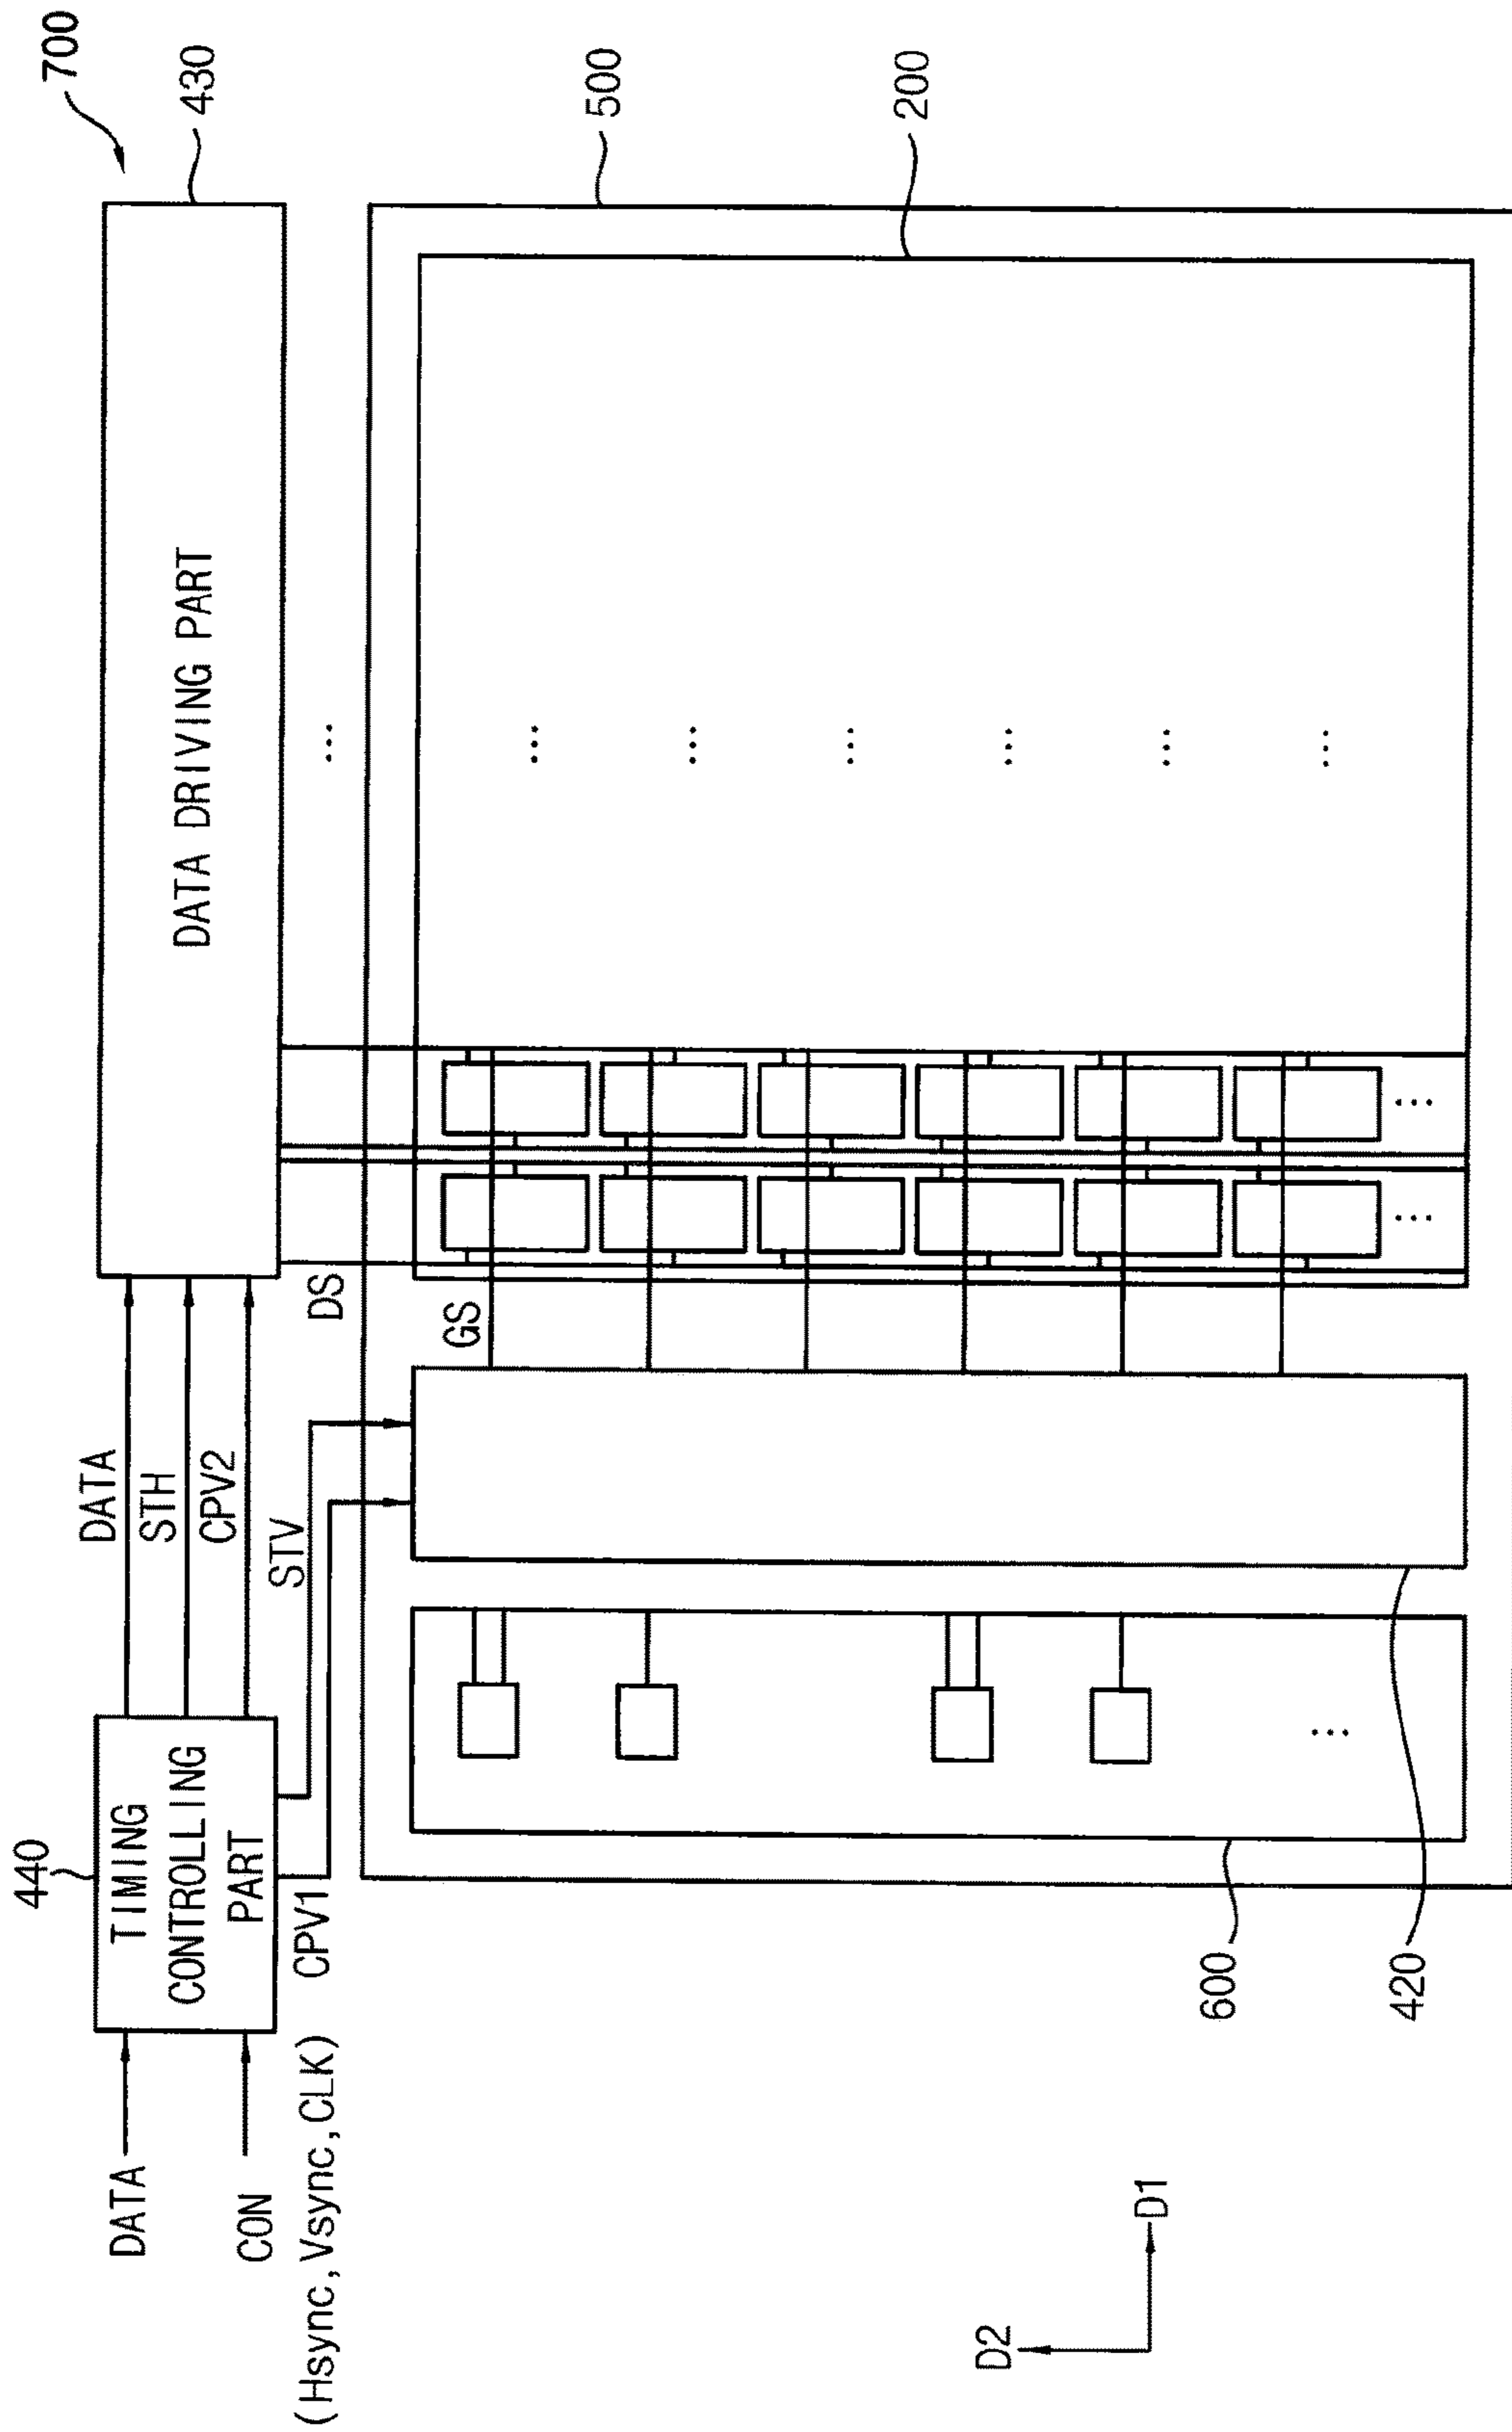 700
440
430
DATA
TIMING
CONTROLLING
PART
DATA
STH
CPV2
DATA DRIVING PART
CON
(Hsync,Vsync,CLK)
CPV1
STV
DS
...
500
GS
200
600
420
D2
D1